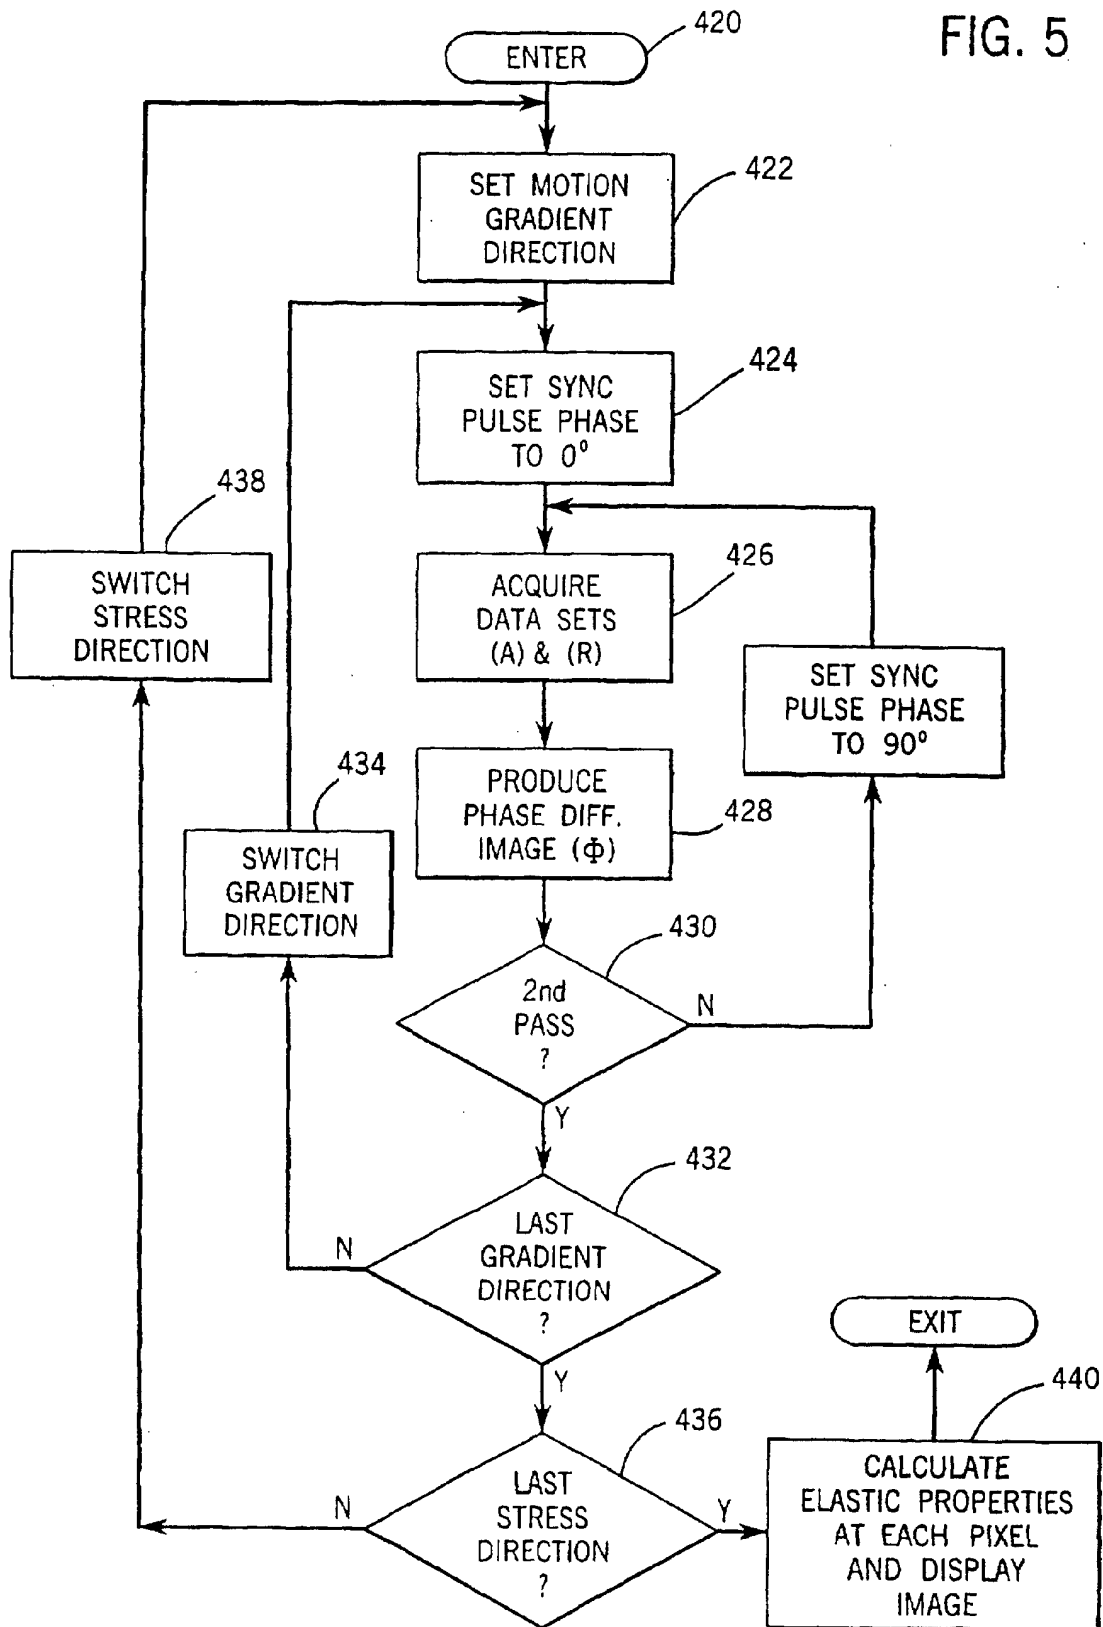 FIG. 5
420
ENTER
422
SET MOTION
GRADIENT
DIRECTION
424
SET SYNC
PULSE PHASE
TO 0°
438
SWITCH
STRESS
DIRECTION
426
ACQUIRE
DATA SETS
(A) & (R)
SET SYNC
PULSE PHASE
TO 90°
434
SWITCH
GRADIENT
DIRECTION
PRODUCE
PHASE DIFF.
IMAGE (Φ)
428
430
2nd
PASS
?
N
Y
432
LAST
GRADIENT
DIRECTION
?
N
Y
EXIT
436
LAST
STRESS
DIRECTION
?
N
Y
440
CALCULATE
ELASTIC PROPERTIES
AT EACH PIXEL
AND DISPLAY
IMAGE